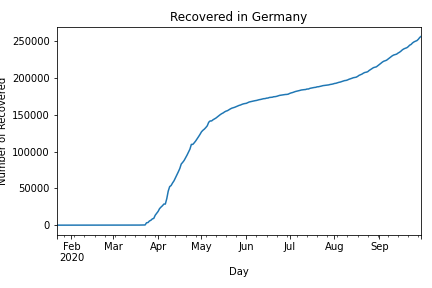 Recovered in Germany
Number of Recovered
250000
200000
150000
100000
50000
0
Feb Mar Apr May Jun Jul Aug Sep
2020
Day